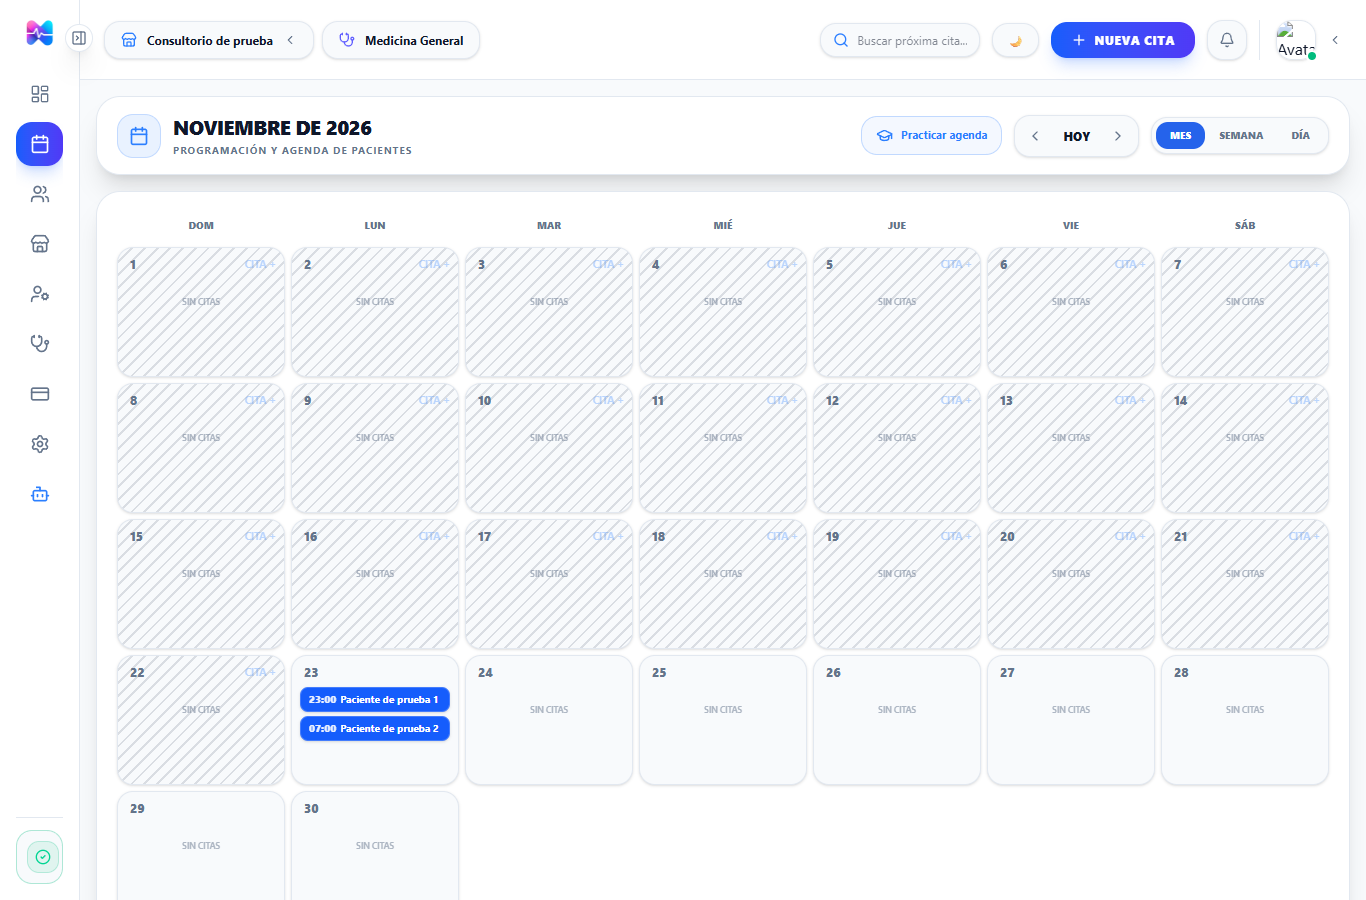 Consultorio de prueba
Medicina General
Buscar próxima cita...
NUEVA CITA
Avata
NOVIEMBRE DE 2026
PROGRAMACIÓN Y AGENDA DE PACIENTES
Practicar agenda
HOY
MES SEMANA DÍA
DOM LUN MAR MIÉ JUE VIE SÁB
1 CITA + 2 CITA + 3 CITA + 4 CITA + 5 CITA + 6 CITA + 7 CITA +
SIN CITAS SIN CITAS SIN CITAS SIN CITAS SIN CITAS SIN CITAS SIN CITAS
8 CITA + 9 CITA + 10 CITA + 11 CITA + 12 CITA + 13 CITA + 14 CITA +
SIN CITAS SIN CITAS SIN CITAS SIN CITAS SIN CITAS SIN CITAS SIN CITAS
15 CITA + 16 CITA + 17 CITA + 18 CITA + 19 CITA + 20 CITA + 21 CITA +
SIN CITAS SIN CITAS SIN CITAS SIN CITAS SIN CITAS SIN CITAS SIN CITAS
22 CITA + 23 24 25 26 27 28
SIN CITAS 23:00 Paciente de prueba 1 SIN CITAS SIN CITAS SIN CITAS SIN CITAS SIN CITAS
07:00 Paciente de prueba 2
29 30
SIN CITAS SIN CITAS